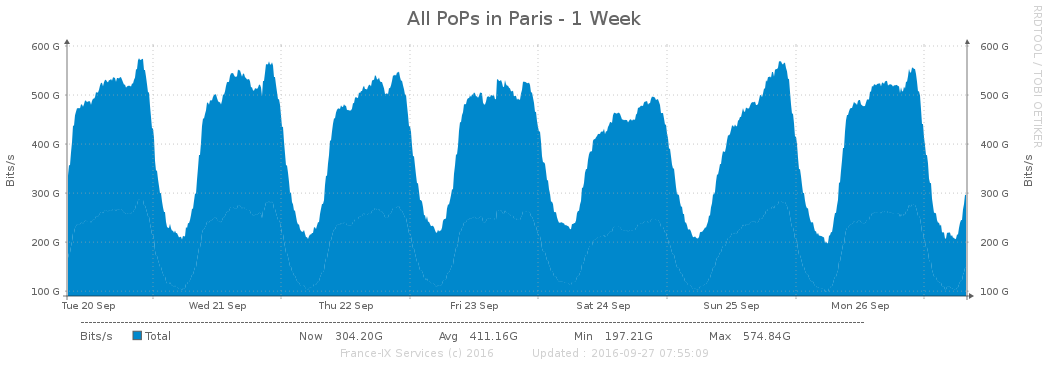 All PoPs in Paris - 1 Week
RRDTOOL / TOBI OETIKER
Bits/s
600 G
500 G
400 G
300 G
200 G
100 G
600 G
500 G
400 G
300 G
200 G
100 G
Bits/s
Tue 20 Sep Wed 21 Sep Thu 22 Sep Fri 23 Sep Sat 24 Sep Sun 25 Sep Mon 26 Sep
Bits/s Total Now 304.20G Avg 411.16G Min 197.21G Max 574.84G
France-IX Services (c) 2016 Updated : 2016-09-27 07:55:09